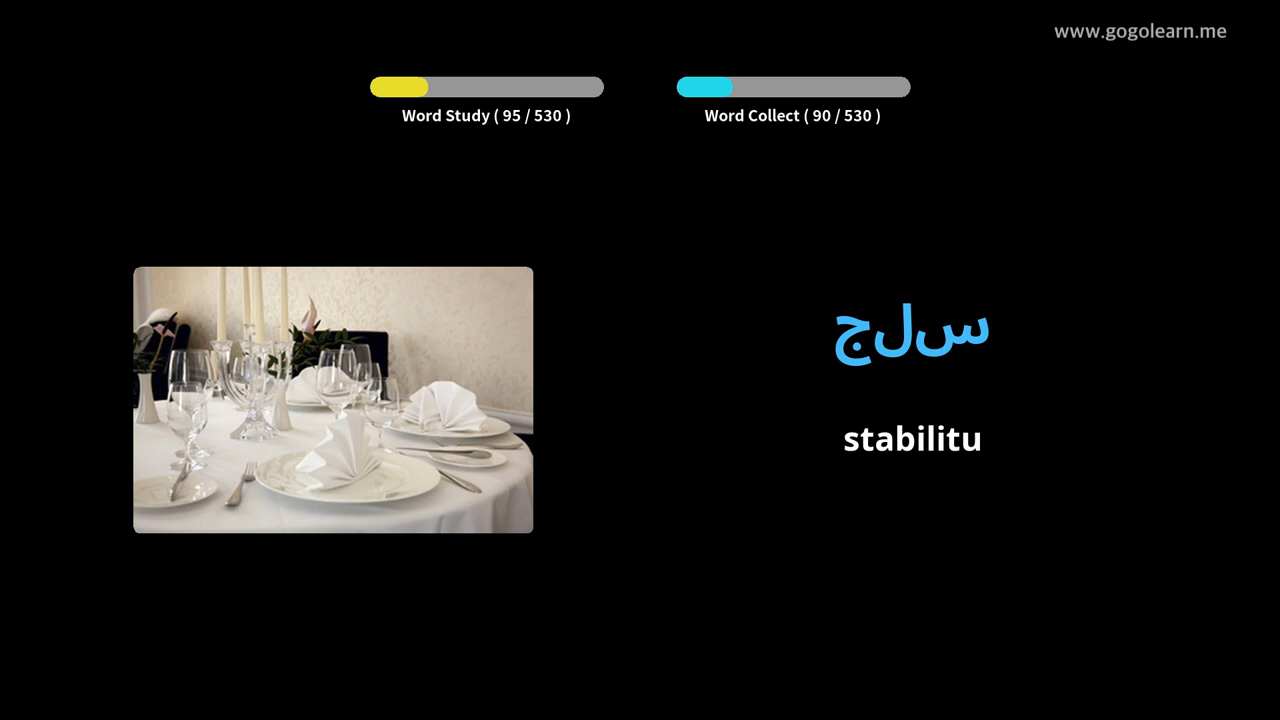 www.gogolearn.me
Word Study ( 95 / 530 )
Word Collect ( 90 / 530 )
سلج
stabilitu